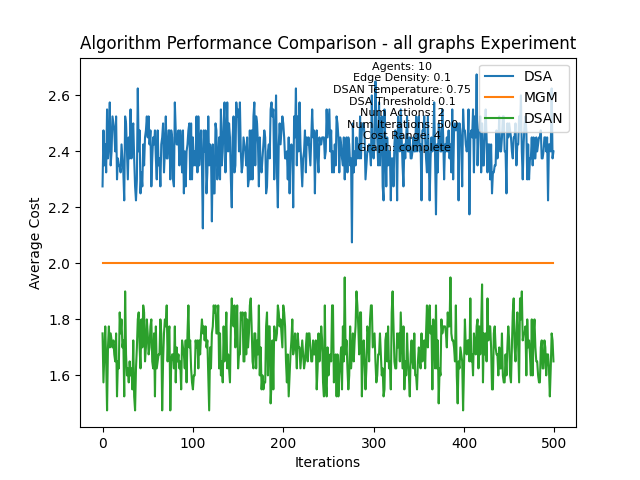 Algorithm Performance Comparison - all graphs Experiment
Agents: 10
Edge Density: 0.1
DSAN Temperature: 0.75
DSA Threshold: 0.1
Num Actions: 2
Num Iterations: 500
Cost Range: 4
Graph: complete
DSA
MGM
DSAN
Average Cost
2.6
2.4
2.2
2.0
1.8
1.6
0
100
200
300
400
500
Iterations